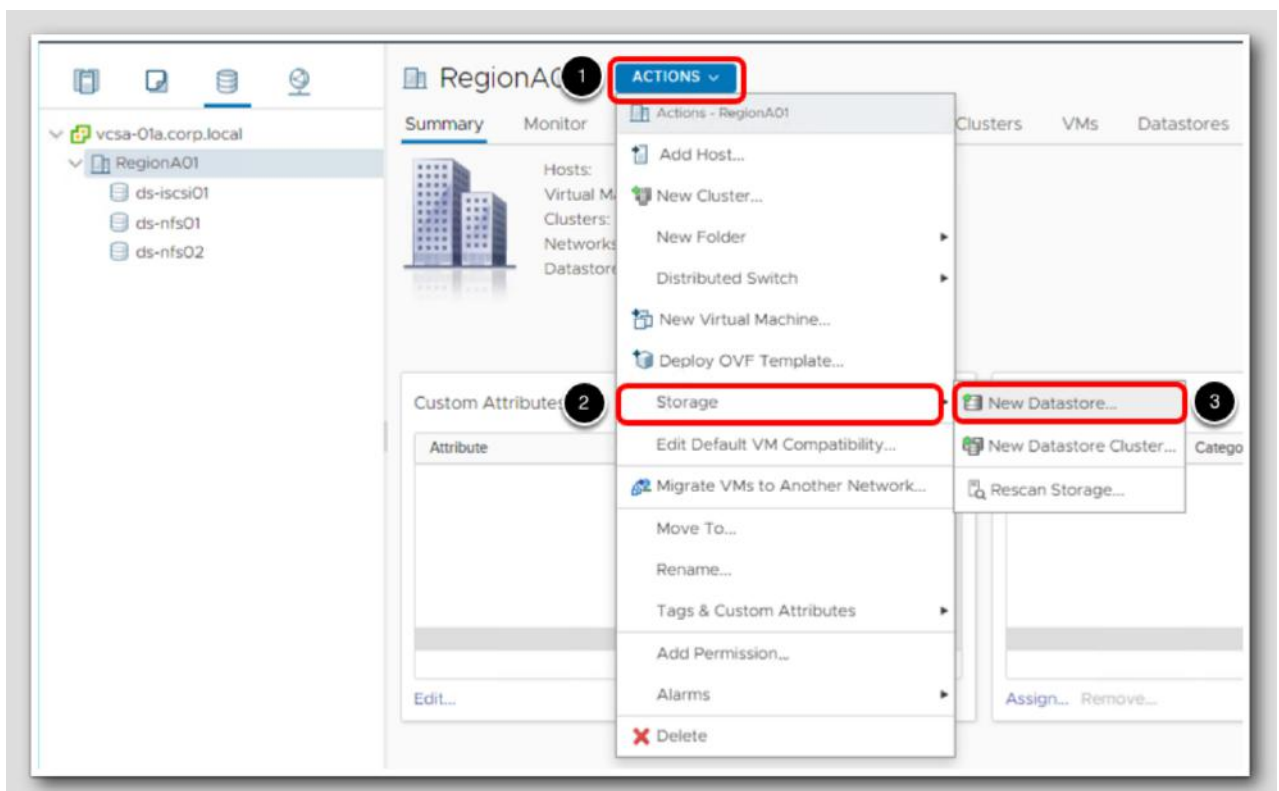 RegionA0
1
ACTIONS
vcsa-01a.corp.local
RegionA01
ds-iscsi01
ds-nfs01
ds-nfs02
Summary
Monitor
Clusters
VMs
Datastores
Hosts:
Virtual M
Clusters:
Networks
Datastore
Actions - RegionA01
Add Host...
New Cluster...
New Folder
Distributed Switch
New Virtual Machine...
Deploy OVF Template...
2
Storage
Edit Default VM Compatibility...
Migrate VMs to Another Network...
Move To...
Rename...
Tags & Custom Attributes
Add Permission...
Alarms
Delete
New Datastore...
3
New Datastore Cluster...
Rescan Storage...
Custom Attributes
Attribute
Edit...
Catego
Assign... Remove...